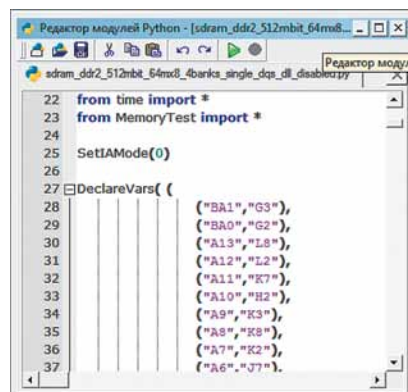 Редактор модулей Python - [sdram_ddr2_512mbit_64mx8_...
Редактор модул
sdram_ddr2_512mbit_64mx8_4banks_single_dqs_dll_disabled.py
22 from time import *
23 from MemoryTest import *
24
25 SetIAMode(0)
26
27 DeclareVars( (
28 ("BA1","G3"),
29 ("BA0","G2"),
30 ("A13","L8"),
31 ("A12","L2"),
32 ("A11","K7"),
33 ("A10","H2"),
34 ("A9","K3"),
35 ("A8","K8"),
36 ("A7","K2"),
37 ("A6","J7"),